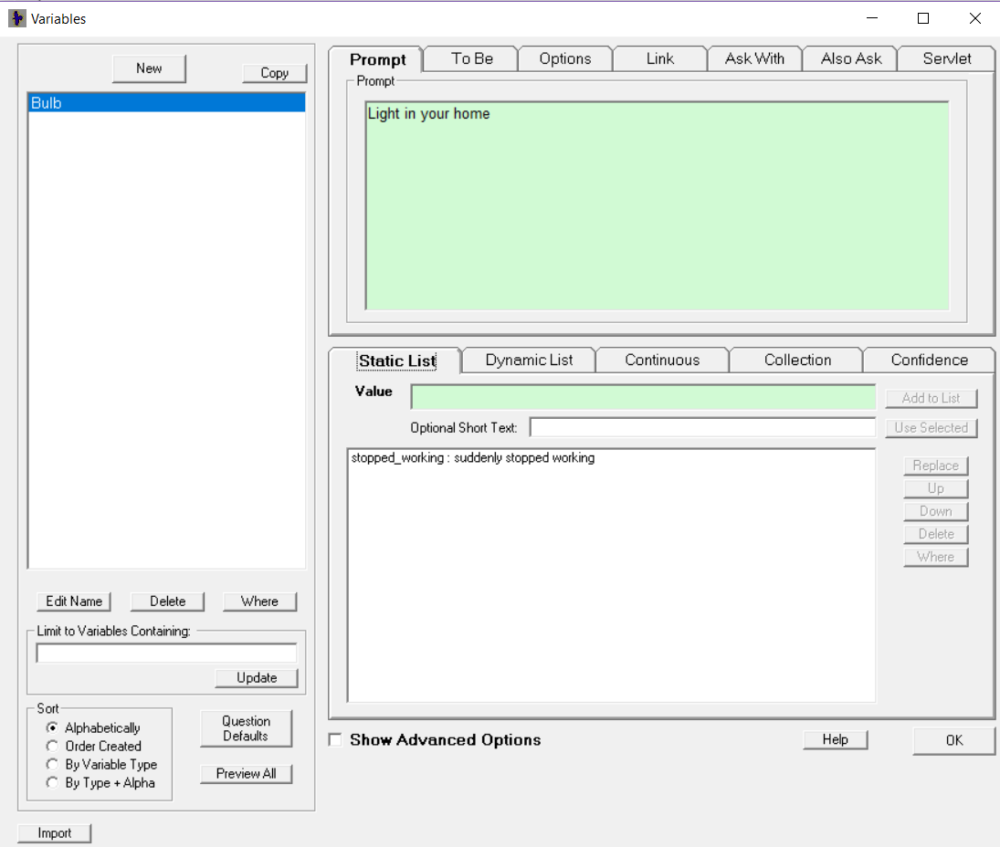 Variables
New
Copy
Bulb
Edit Name
Delete
Where
Limit to Variables Containing:
Update
Sort
Alphabetically
Order Created
By Variable Type
By Type + Alpha
Question
Defaults
Preview All
Import
Prompt
To Be
Options
Link
Ask With
Also Ask
Servlet
Prompt
Light in your home
Static List
Dynamic List
Continuous
Collection
Confidence
Value
Add to List
Optional Short Text:
Use Selected
stopped_working : suddenly stopped working
Replace
Up
Down
Delete
Where
Show Advanced Options
Help
OK